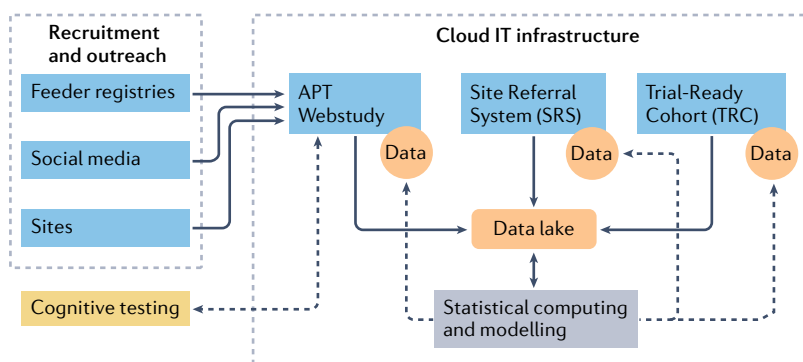 Recruitment
and outreach
Cloud IT infrastructure
Feeder registries
Social media
Sites
Cognitive testing
APT
Webstudy
Data
Site Referral
System (SRS)
Data
Trial-Ready
Cohort (TRC)
Data
Data lake
Statistical computing
and modelling